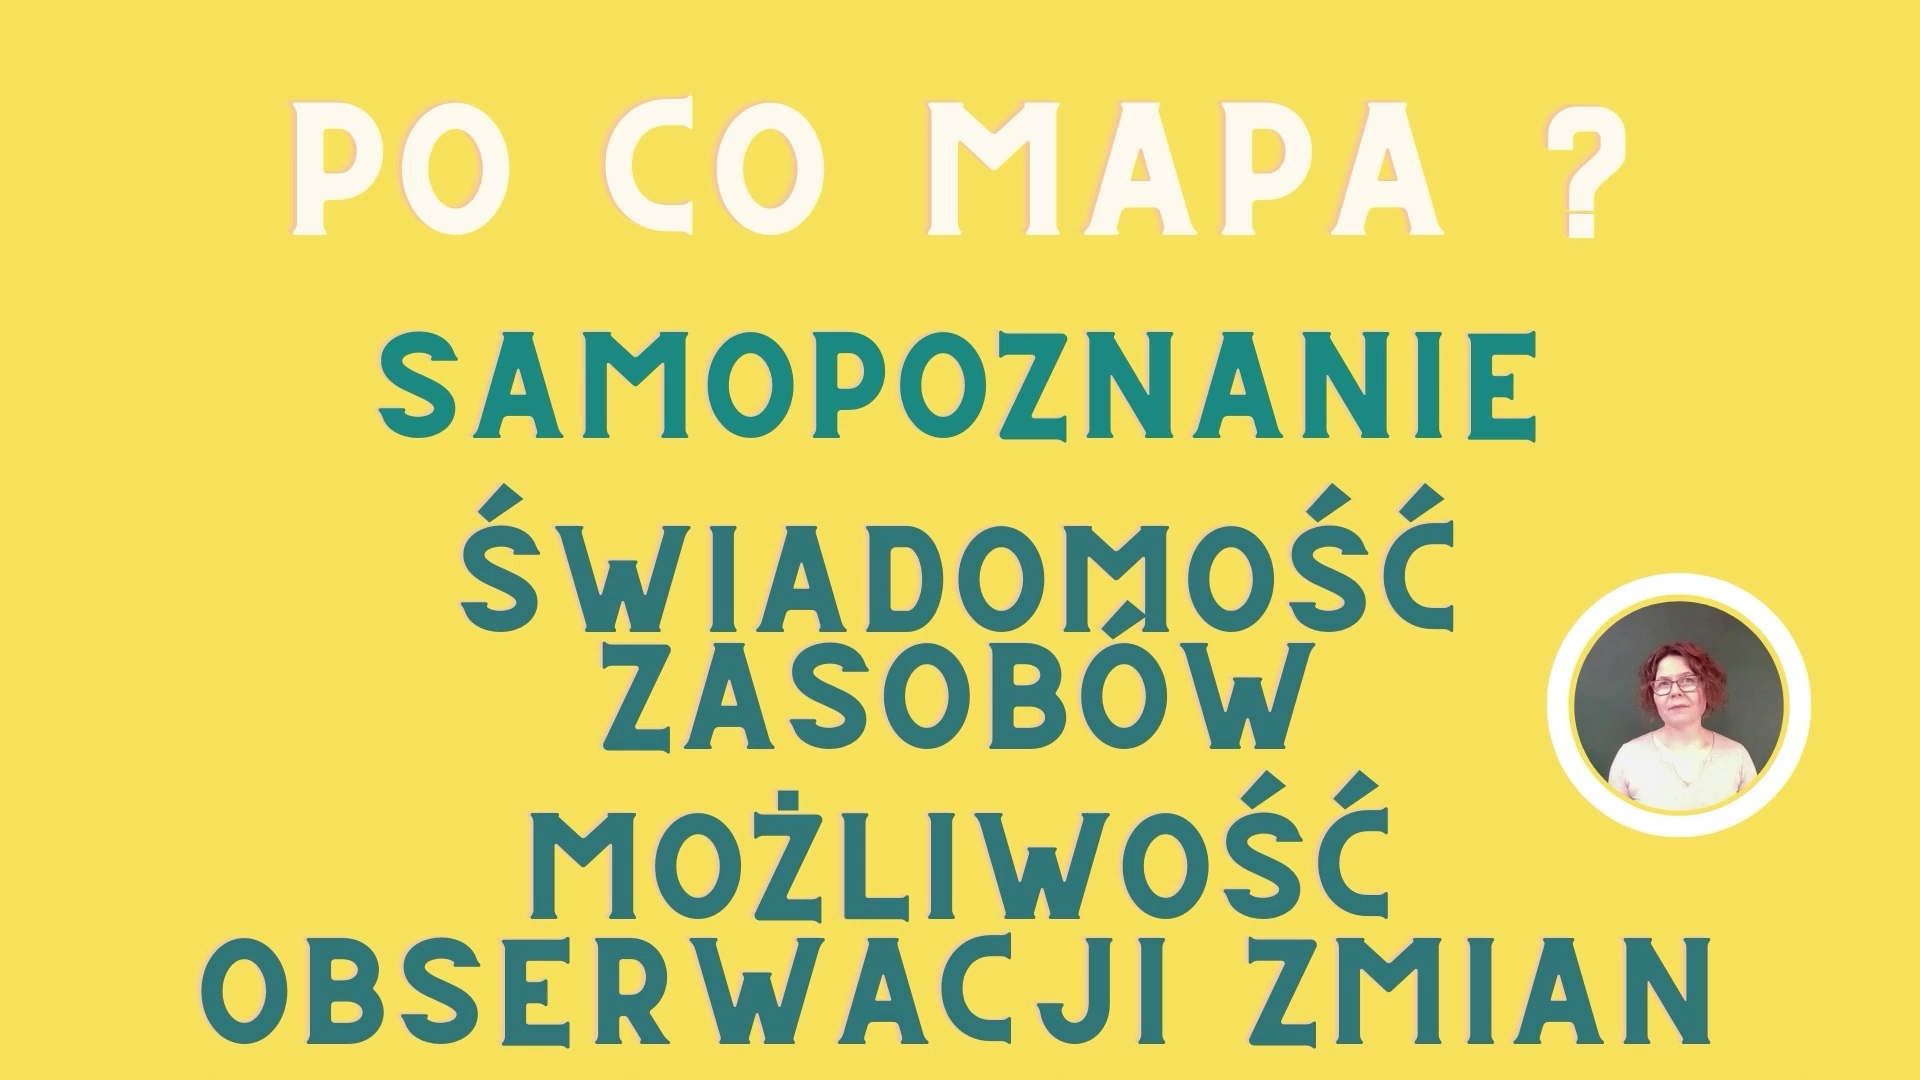 PO CO MAPA ?
SAMOPOZNANIE
ŚWIADOMOŚĆ
ZASOBÓW
MOŻLIWOŚĆ
OBSERWACJI ZMIAN